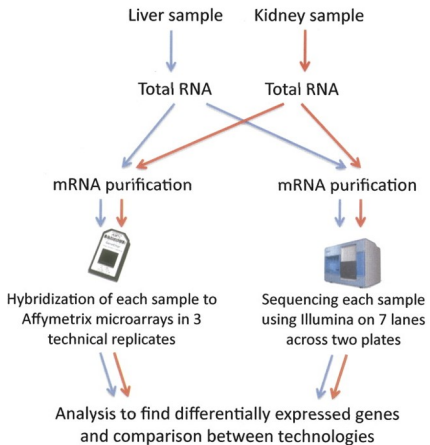 Liver sample Kidney sample
Total RNA Total RNA
mRNA purification mRNA purification
Hybridization of each sample to
Affymetrix microarrays in 3
technical replicates
Sequencing each sample
using Illumina on 7 lanes
across two plates
Analysis to find differentially expressed genes
and comparison between technologies